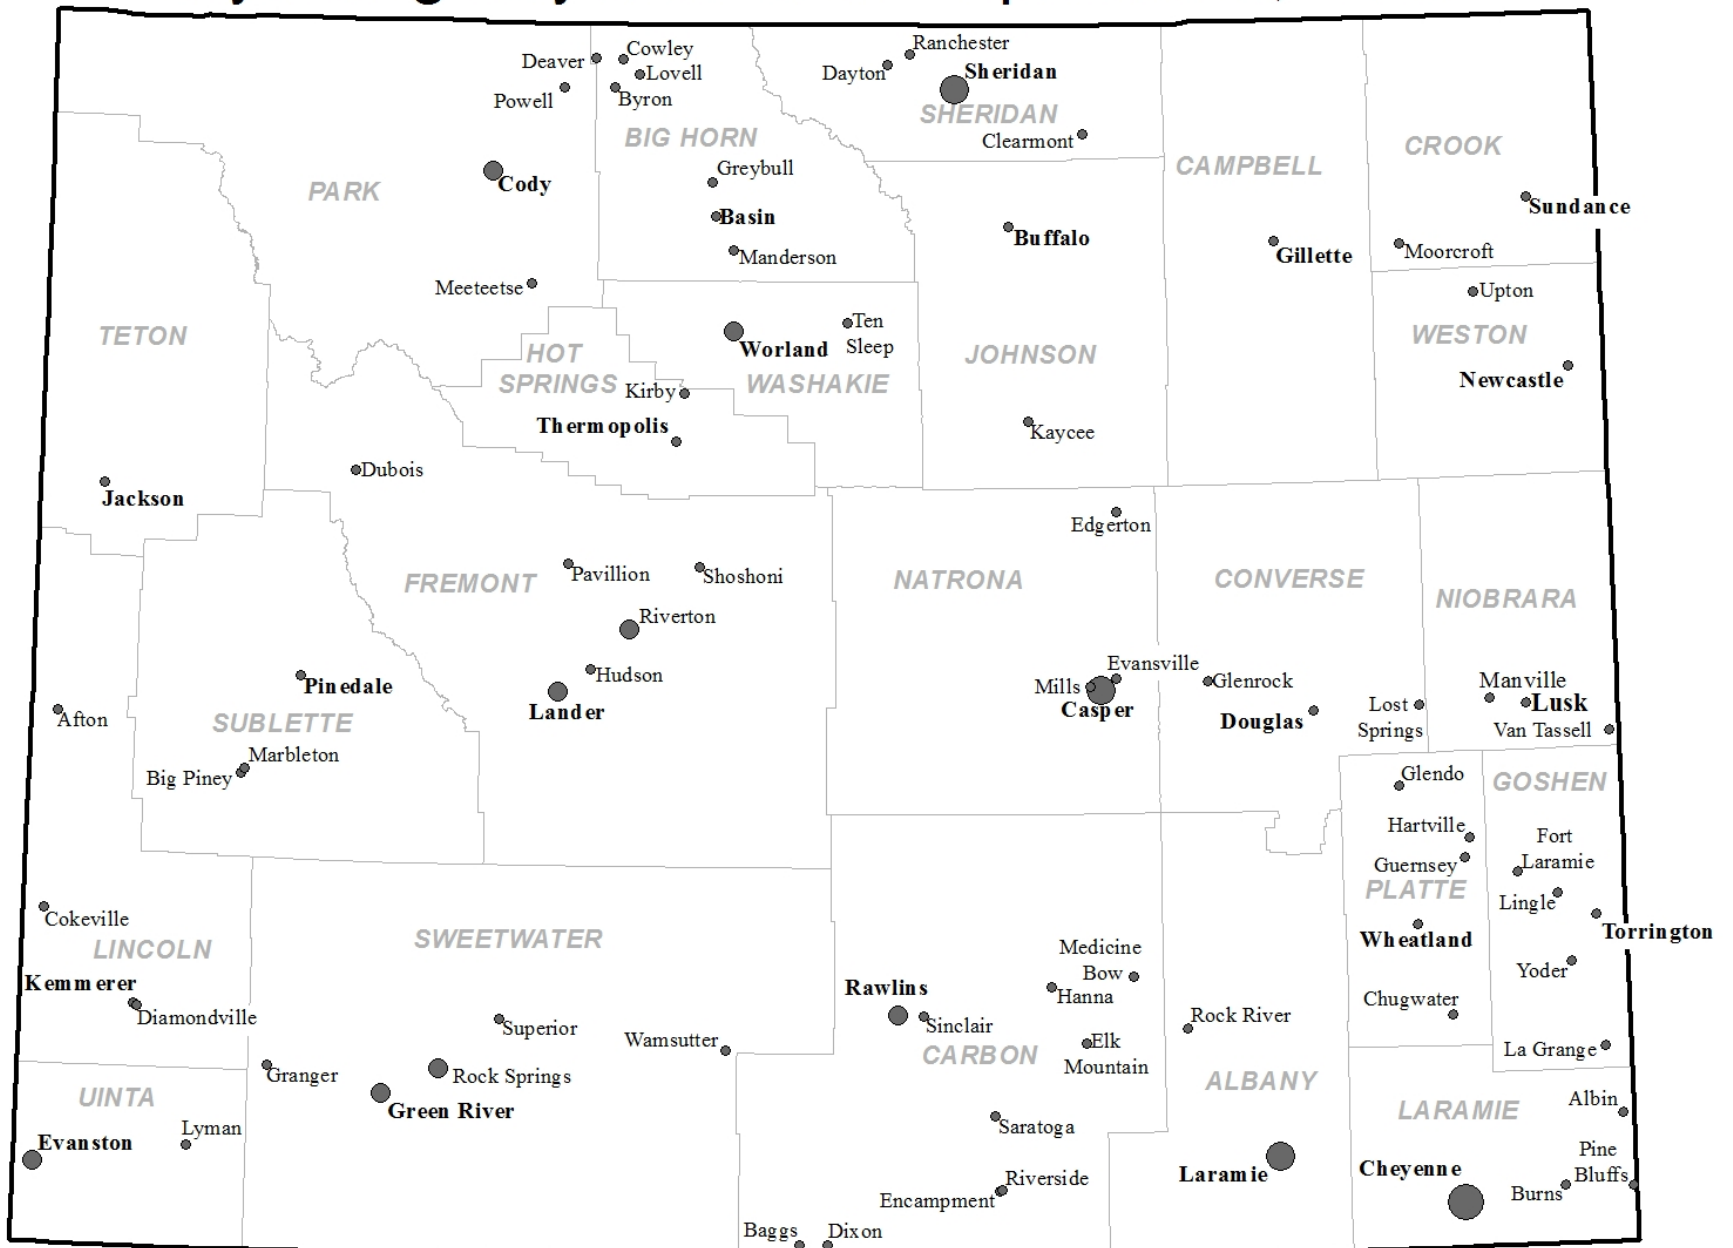 Deaver
Cowley
Lovell
Powell
Byron
Ranchester
Dayton
Sheridan
SHERIDAN
Clearmont
BIG HORN
Greybull
Basin
Manderson
PARK
Cody
Meeteetse
CAMPBELL
CROOK
Sundance
Buffalo
Gillette
Moorcroft
Upton
WESTON
Newcastle
TETON
HOT
SPRINGS
Kirby
Thermopolis
Worland
Ten
Sleep
WASHAKIE
JOHNSON
Kaycee
Jackson
Dubois
Edgerton
FREMONT
Pavillion
Shoshoni
Riverton
Hudson
Lander
NATRONA
CONVERSE
NIOBRARA
Pinedale
SUBLETTE
Marbleton
Big Piney
Afton
Evansville
Mills
Casper
Glenrock
Douglas
Lost
Springs
Manville
Lusk
Van Tassell
Glendo
GOSHEN
Hartville
Guernsey
PLATTE
Fort
Laramie
Lingle
Torrington
Wheatland
Yoder
Chugwater
La Grange
Cokeville
LINCOLN
Kemmerer
Diamondville
SWEETWATER
Superior
Wamsutter
Granger
Rock Springs
Green River
Medicine
Bow
Hanna
Rawlins
Sinclair
CARBON
Elk
Mountain
Rock River
ALBANY
Saratoga
Riverside
Encampment
Baggs
Dixon
UINTA
Lyman
Evanston
LARAMIE
Albin
Laramie
Cheyenne
Pine
Bluffs
Burns